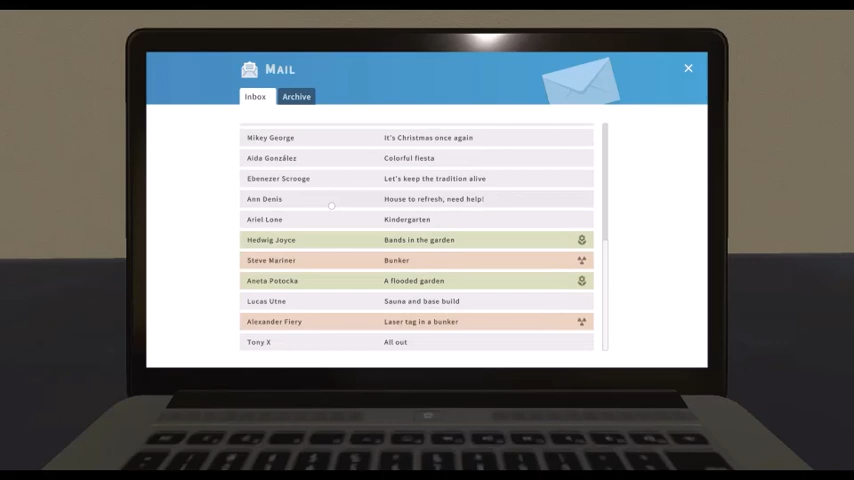 MAIL
Inbox Archive
Mikey George It's Christmas once again
Aida González Colorful fiesta
Ebenezer Scrooge Let's keep the tradition alive
Ann Denis House to refresh, need help!
Ariel Lone Kindergarten
Hedwig Joyce Bands in the garden
Steve Mariner Bunker
Aneta Potocka A flooded garden
Lucas Utne Sauna and base build
Alexander Fiery Laser tag in a bunker
Tony X All out